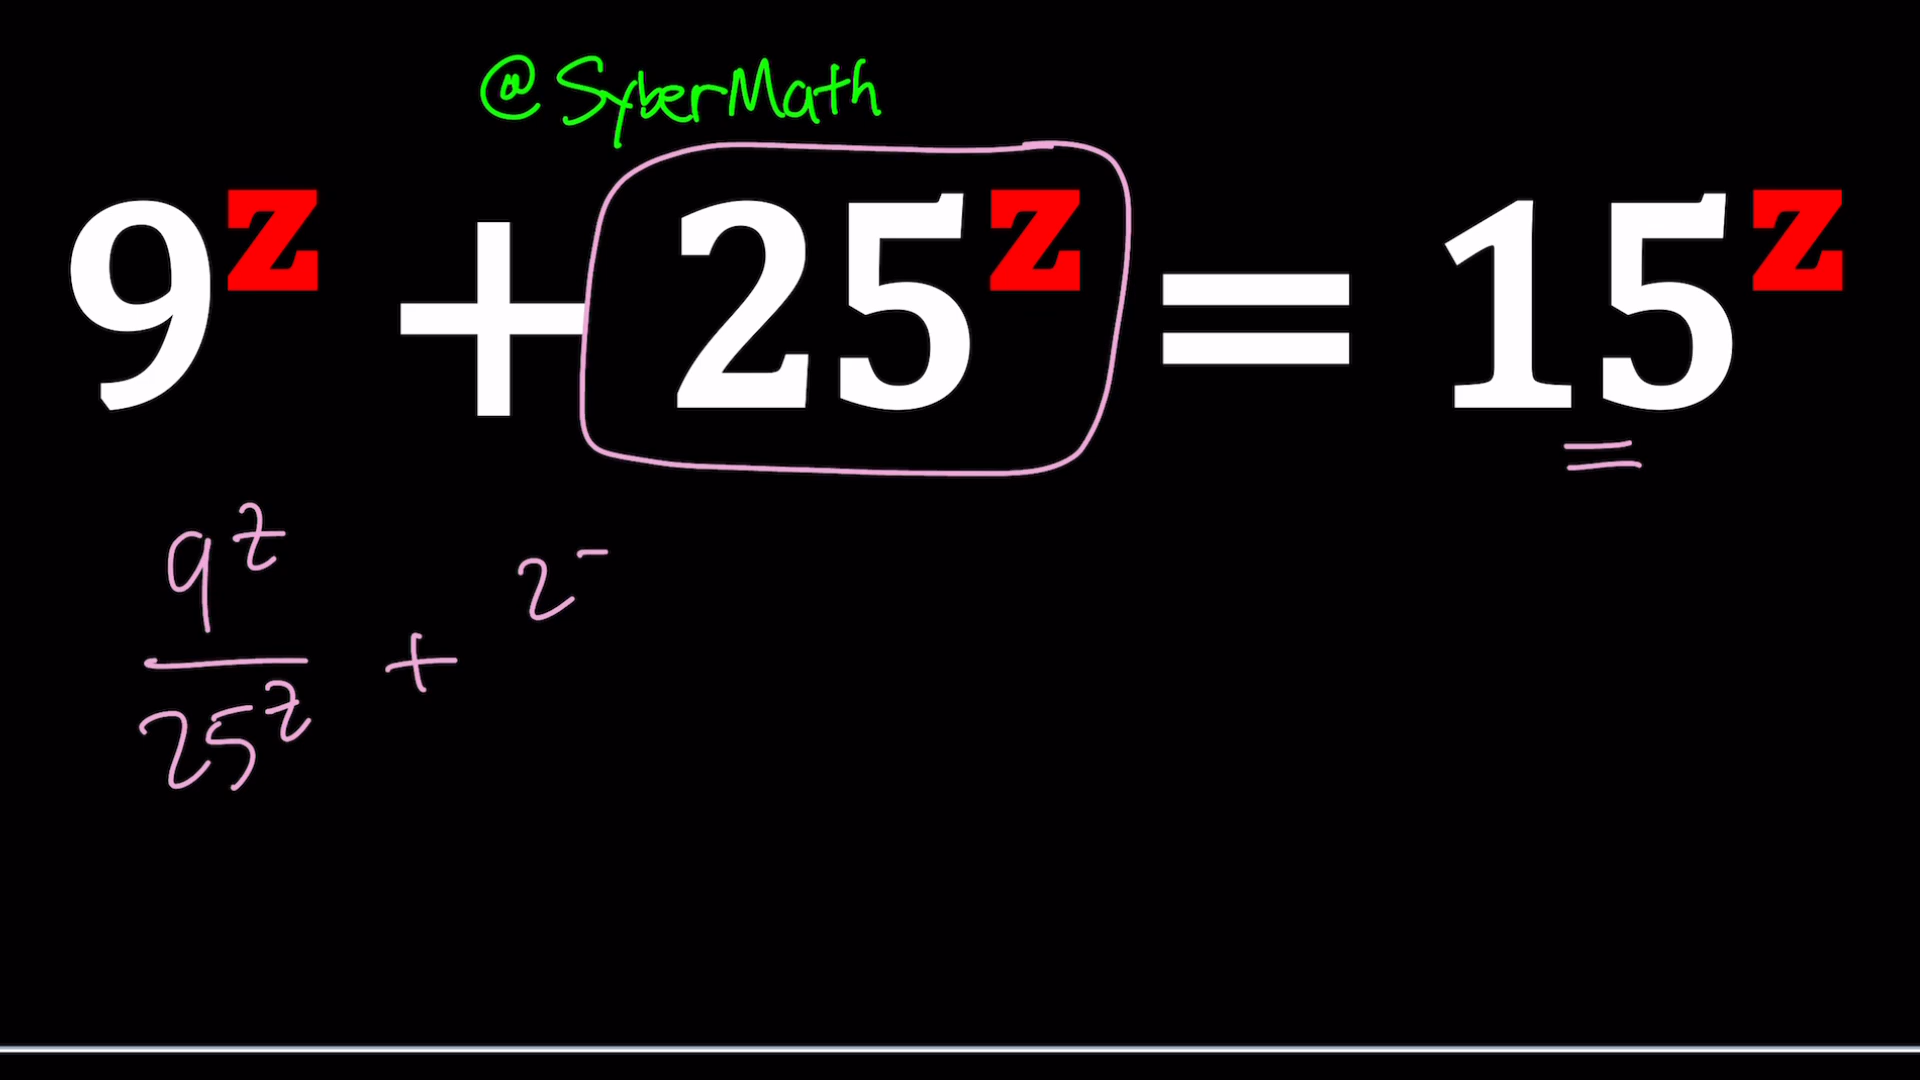 @SyberMath
9^z + 25^z = 15^z
9^z / 25^z + 2